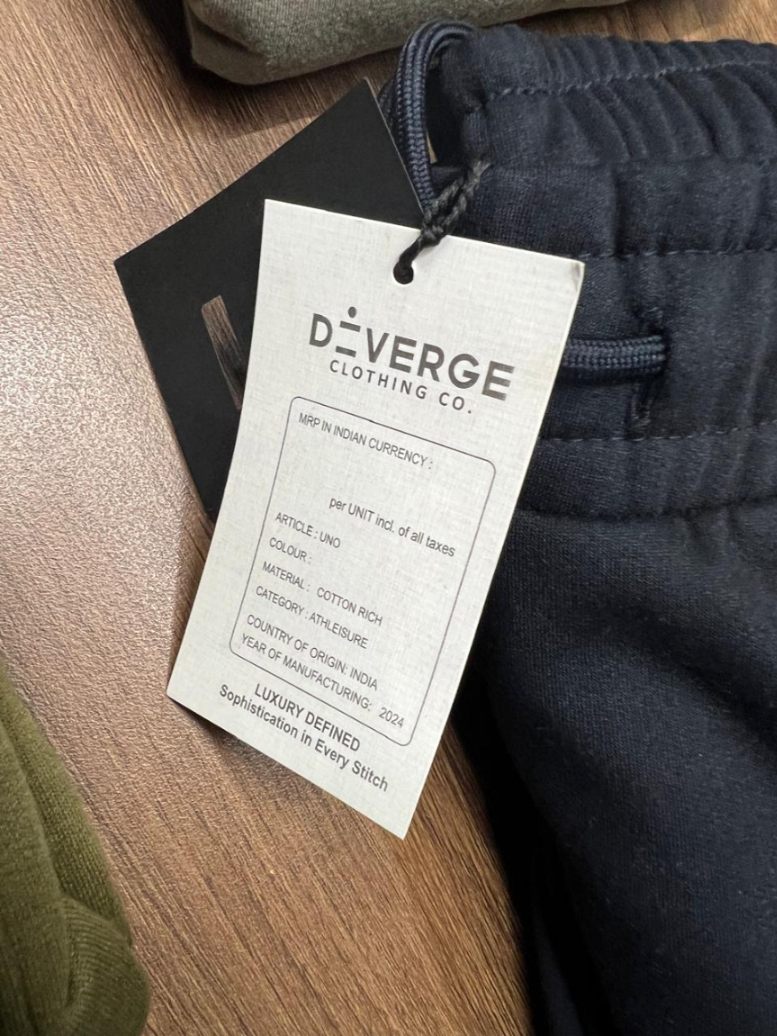 DIVERGE
CLOTHING CO.
MRP IN INDIAN CURRENCY :
per UNIT incl. of all taxes
ARTICLE : UNO
COLOUR :
MATERIAL : COTTON RICH
CATEGORY : ATHLEISURE
COUNTRY OF ORIGIN: INDIA
YEAR OF MANUFACTURING: 2024
LUXURY DEFINED
Sophistication in Every Stitch